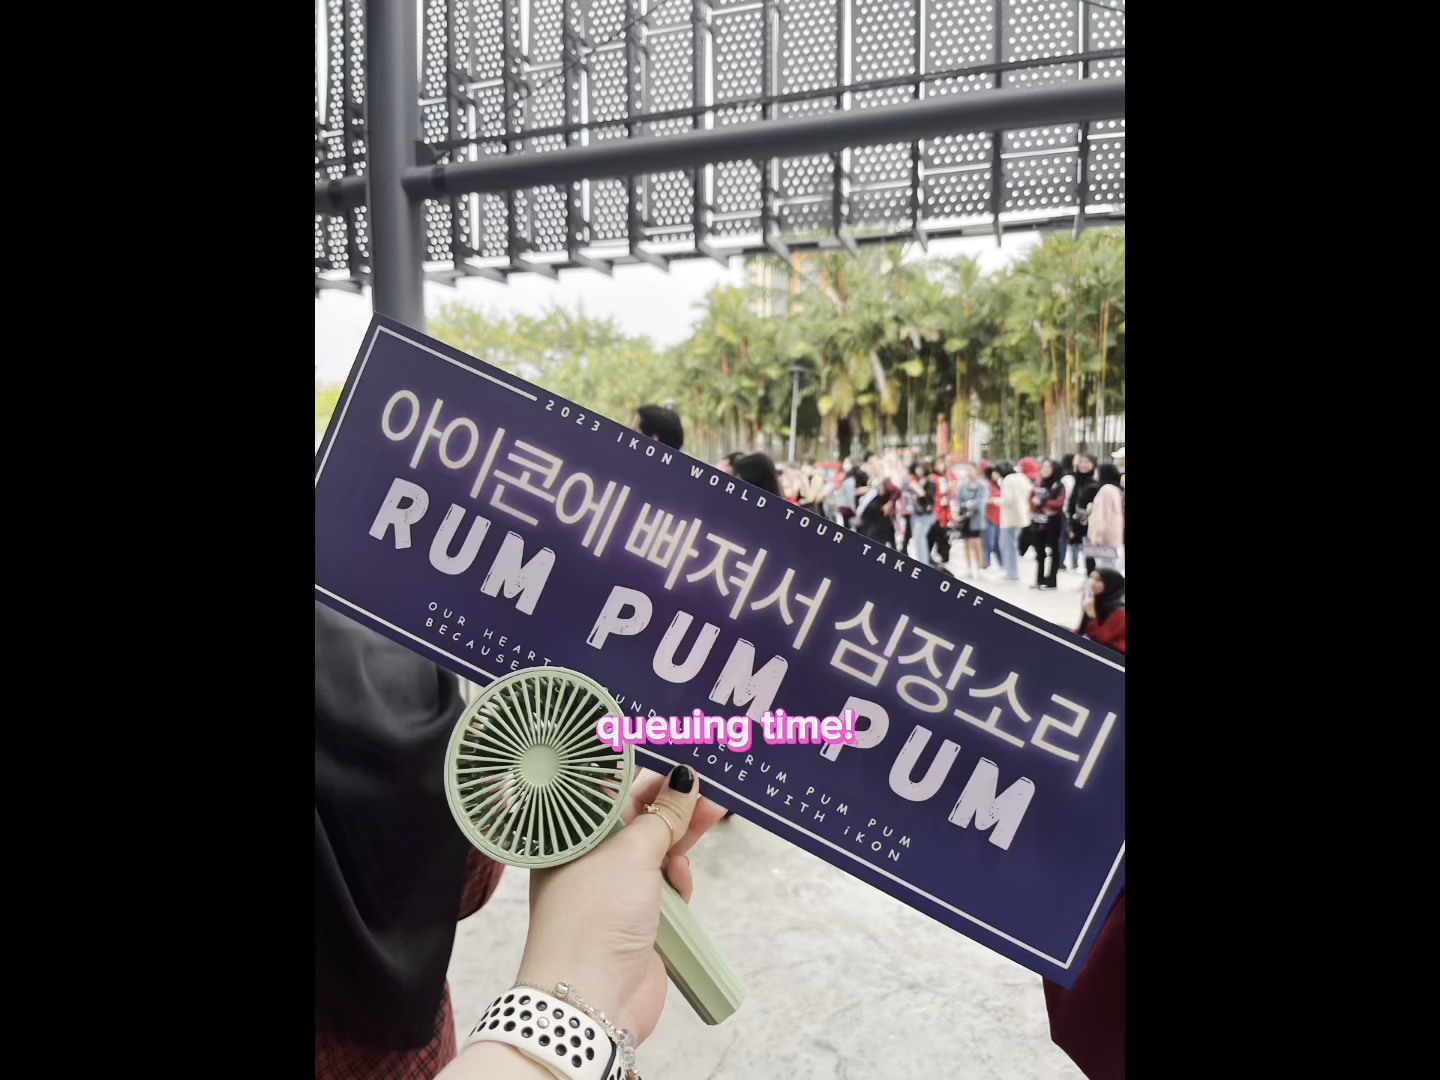 2023 iKON WORLD TOUR TAKE OFF
아이콘에 빠져서 심장소리
RUM PUM PUM
OUR HEART OUND RUM PUM PUM
BECAUSE LOVE WITH iKON
queuing time!